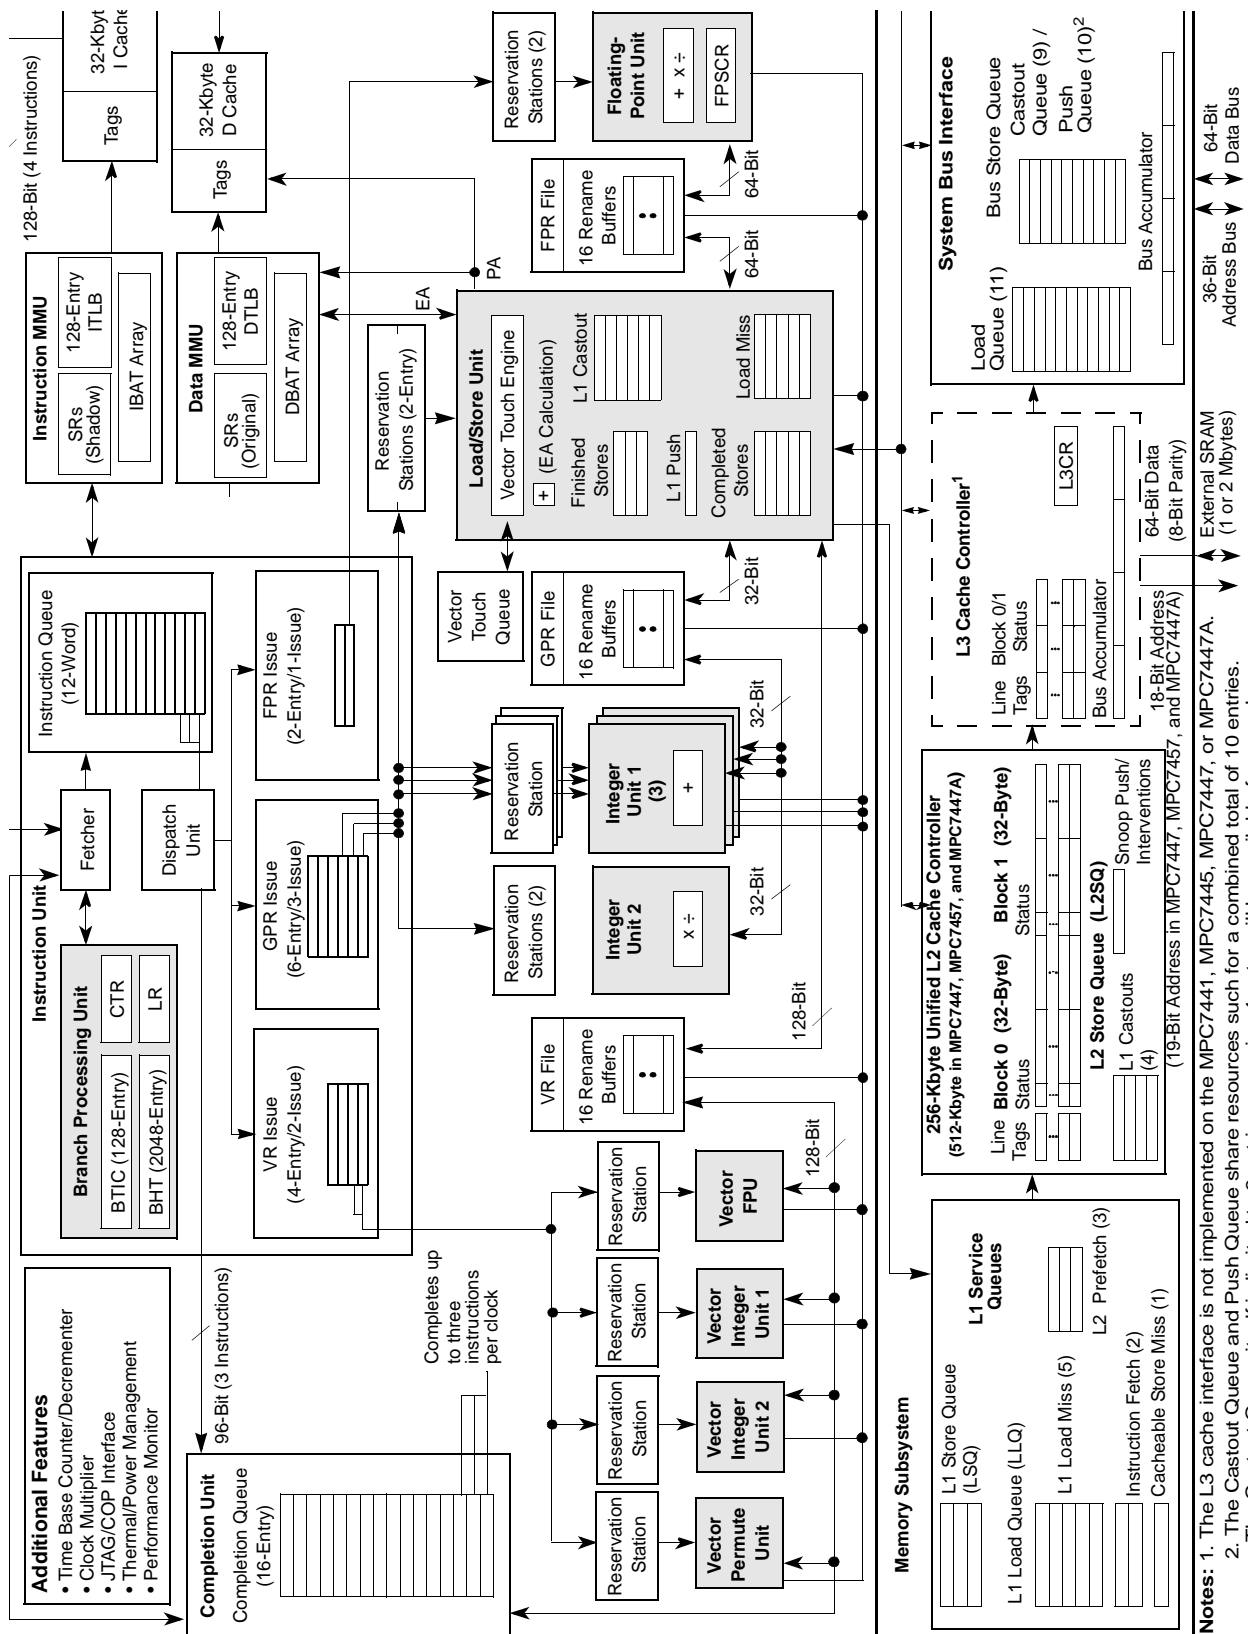 Additional Features
• Time Base Counter/Decrementer
• Clock Multiplier
• JTAG/COP Interface
• Thermal/Power Management
• Performance Monitor
Instruction Unit
Branch Processing Unit
BTIC (128-Entry)
CTR
BHT (2048-Entry)
LR
Fetcher
Dispatch
Unit
Instruction Queue
(12-Word)
96-Bit (3 Instructions)
VR Issue
(4-Entry/2-Issue)
GPR Issue
(6-Entry/3-Issue)
FPR Issue
(2-Entry/1-Issue)
Instruction MMU
SRs
(Shadow)
128-Entry
ITLB
IBAT Array
Data MMU
SRs
(Original)
128-Entry
DTLB
DBAT Array
128-Bit (4 Instructions)
Tags
32-Kbyt
I Cache
Tags
32-Kbyte
D Cache
Completion Unit
Completion Queue
(16-Entry)
Completes up
to three
instructions
per clock
Reservation
Stations (2-Entry)
EA
PA
Reservation
Station
Reservation
Station
Reservation
Station
Reservation
Station
Vector
Permute
Unit
Vector
Integer
Unit 2
Vector
Integer
Unit 1
Vector
FPU
128-Bit
VR File
16 Rename
Buffers
128-Bit
Reservation
Stations (2)
Integer
Unit 2
x ÷
32-Bit
Reservation
Station
Integer
Unit 1
(3)
+
32-Bit
GPR File
16 Rename
Buffers
32-Bit
Vector
Touch
Queue
Load/Store Unit
Vector Touch Engine
+ (EA Calculation)
Finished
Stores
L1 Castout
L1 Push
Completed
Stores
Load Miss
FPR File
16 Rename
Buffers
64-Bit
64-Bit
Reservation
Stations (2)
Floating-
Point Unit
+ x ÷
FPSCR
Memory Subsystem
L1 Store Queue
(LSQ)
L1 Load Queue (LLQ)
L1 Load Miss (5)
Instruction Fetch (2)
Cacheable Store Miss (1)
L1 Service
Queues
L2 Prefetch (3)
256-Kbyte Unified L2 Cache Controller
(512-Kbyte in MPC7447, MPC7457, and MPC7447A)
Line
Tags
Block 0 (32-Byte)
Status
Block 1 (32-Byte)
Status
L2 Store Queue (L2SQ)
L1 Castouts
(4)
Snoop Push/
Interventions
L3 Cache Controller1
Line
Tags
Block 0/1
Status
L3CR
Bus Accumulator
18-Bit Address
(19-Bit Address in MPC7447, MPC7457, and MPC7447A)
64-Bit Data
(8-Bit Parity)
External SRAM
(1 or 2 Mbytes)
System Bus Interface
Load
Queue (11)
Bus Store Queue
Castout
Queue (9) /
Push
Queue (10)2
Bus Accumulator
36-Bit
Address Bus
64-Bit
Data Bus
Notes: 1. The L3 cache interface is not implemented on the MPC7441, MPC7445, MPC7447, or MPC7447A.
2. The Castout Queue and Push Queue share resources such for a combined total of 10 entries.